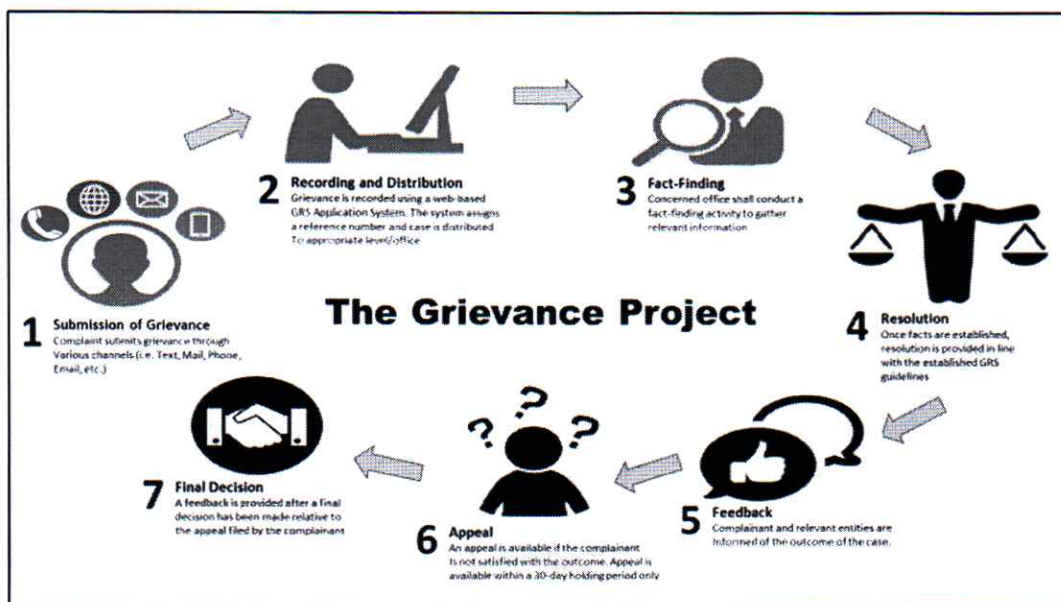 The Grievance Project
1 Submission of Grievance
Complaint submits grievance through
Various channels (i.e. Text, Mail, Phone,
Email, etc.)
2 Recording and Distribution
Grievance is recorded using a web-based
GRS Application System. The system assigns
a reference number and case is distributed
To appropriate level/office
3 Fact-Finding
Concerned office shall conduct a
fact-finding activity to gather
relevant information
4 Resolution
Once facts are established,
resolution is provided in line
with the established GRS
guidelines
5 Feedback
Complainant and relevant entities are
Informed of the outcome of the case.
6 Appeal
An appeal is available if the complainant
Is not satisfied with the outcome. Appeal is
available within a 30-day holding period only
7 Final Decision
A feedback is provided after a final
decision has been made relative to
the appeal filed by the complainant